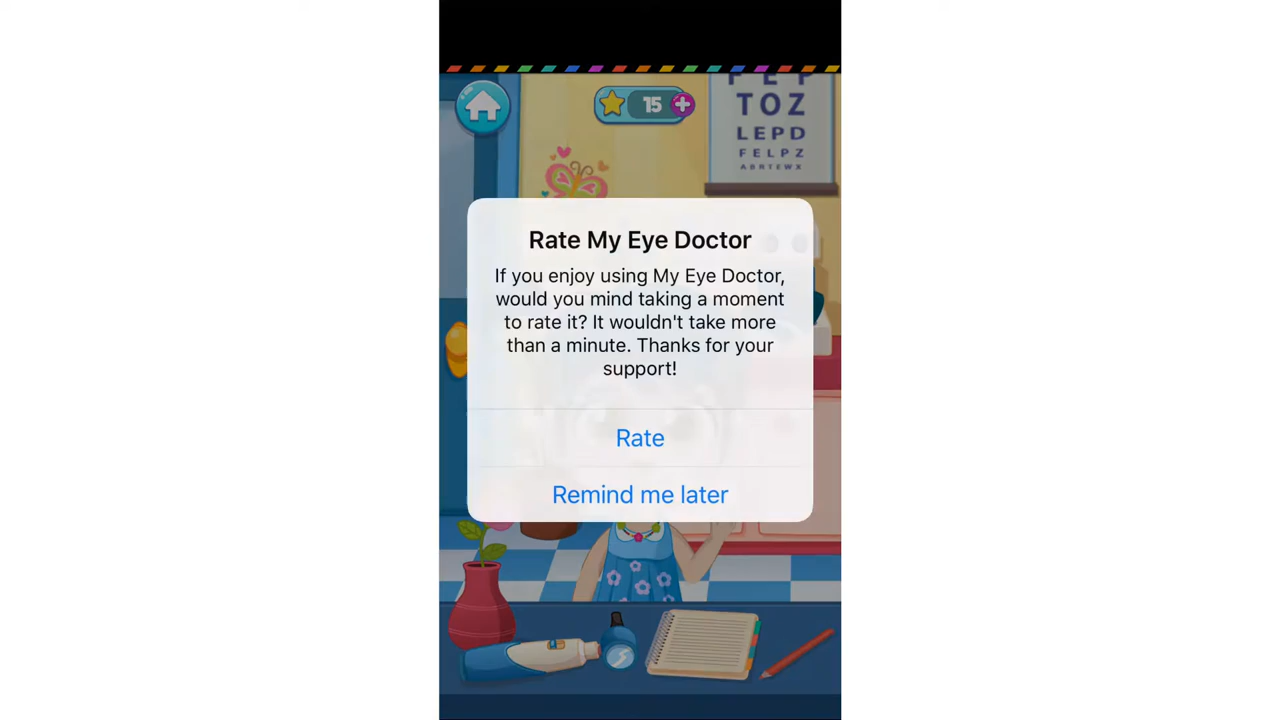 15
F E P
TOZ
LEPD
FELPZ
ABRTEWX
Rate My Eye Doctor
If you enjoy using My Eye Doctor,
would you mind taking a moment
to rate it? It wouldn't take more
than a minute. Thanks for your
support!
Rate
Remind me later